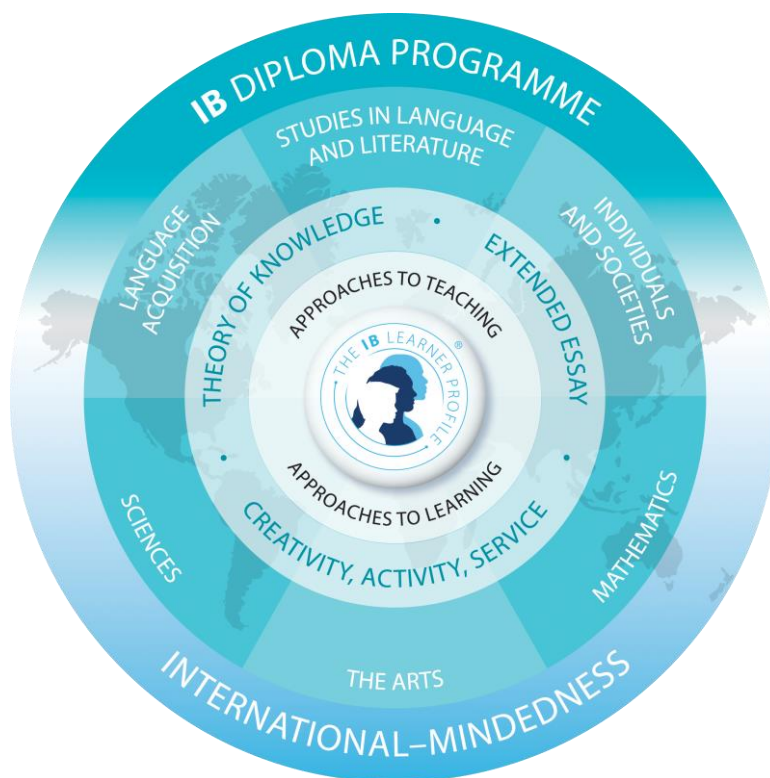 IB DIPLOMA PROGRAMME
STUDIES IN LANGUAGE
AND LITERATURE
LANGUAGE
ACQUISITION
INDIVIDUALS
AND SOCIETIES
THEORY OF KNOWLEDGE
•
EXTENDED ESSAY
APPROACHES TO TEACHING
THE IB LEARNER PROFILE ®
APPROACHES TO LEARNING
•
CREATIVITY, ACTIVITY, SERVICE
•
SCIENCES
MATHEMATICS
THE ARTS
INTERNATIONAL–MINDEDNESS